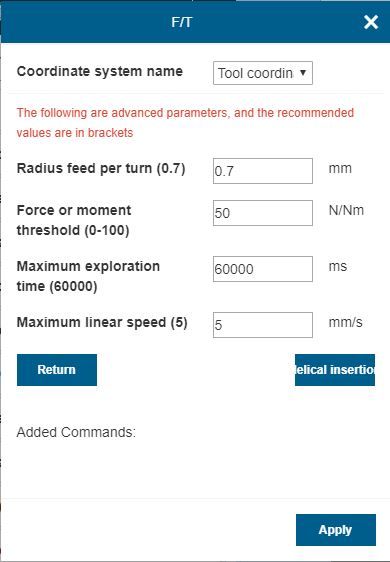 F/T
Coordinate system name
Tool coordin
The following are advanced parameters, and the recommended
values are in brackets
Radius feed per turn (0.7)
0.7
mm
Force or moment
threshold (0-100)
50
N/Nm
Maximum exploration
time (60000)
60000
ms
Maximum linear speed (5)
5
mm/s
Return
elical insertion
Added Commands:
Apply